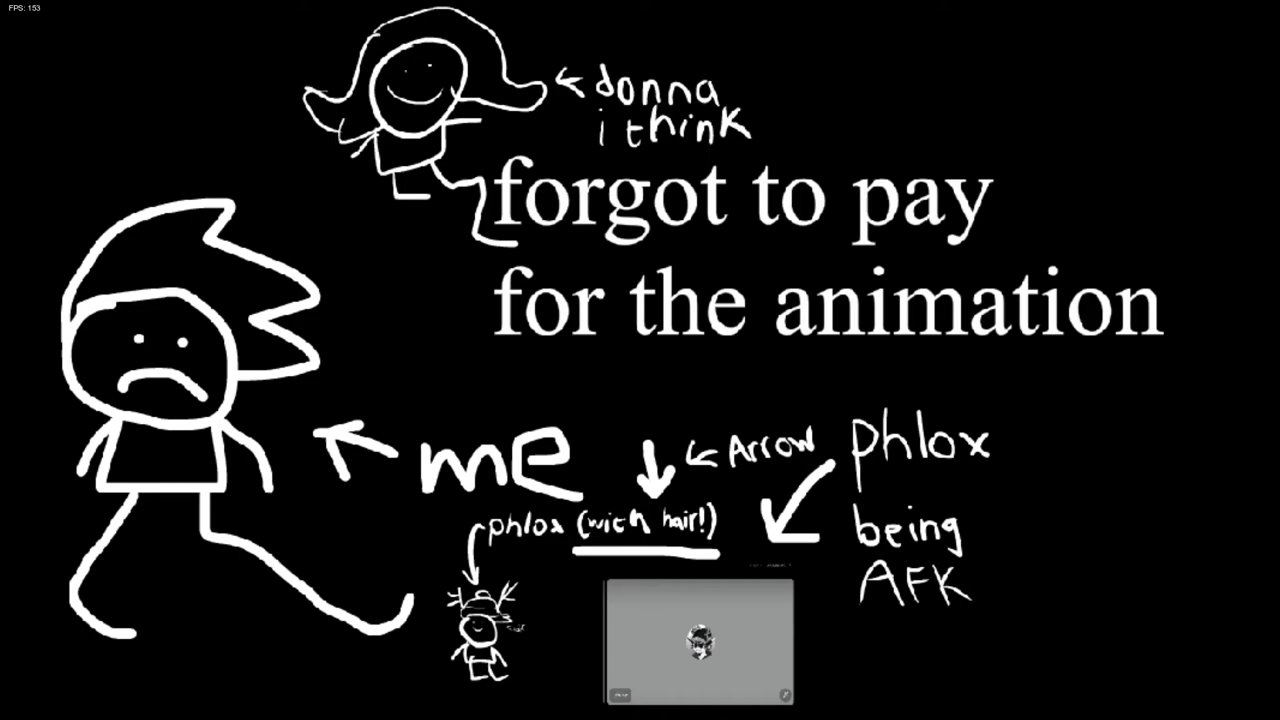 FPS: 153
donna
i think
forgot to pay
for the animation
me
Arrow
phlox
being
AFK
phlox (with hair!)